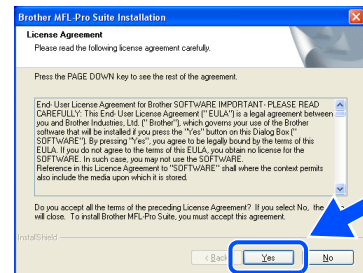 Brother MFL-Pro Suite Installation
License Agreement
Please read the following license agreement carefully.
Press the PAGE DOWN key to see the rest of the agreement.
End- User License Agreement for Brother SOFTWARE IMPORTANT- PLEASE READ
CAREFULLY: This End- User License Agreement ("EULA") is a legal agreement between
you and Brother Industries, Ltd. ("Brother"), which governs your use of the Brother
software that will be installed if you press the "Yes" button on this Dialog Box ("
SOFTWARE"). By pressing "Yes", you agree to be legally bound by the terms of this
EULA. If you do not agree to the terms of this EULA, you obtain no license for the
SOFTWARE. In such case, you may not use the SOFTWARE.
Reference in this License Agreement to "SOFTWARE" shall where the context permits
also include the media upon which it is stored.
Do you accept all the terms of the preceding License Agreement? If you select No, the
will close. To install Brother MFL-Pro Suite, you must accept this agreement.
InstallShield
< Back Yes No